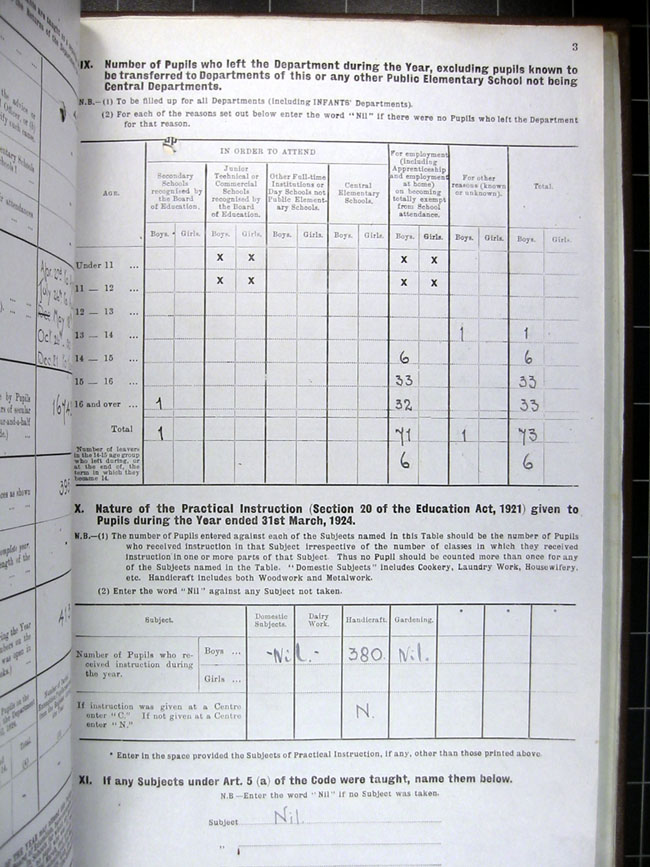 3
IX. Number of Pupils who left the Department during the Year, excluding pupils known to
be transferred to Departments of this or any other Public Elementary School not being
Central Departments.
N.B.—(1) To be filled up for all Departments (including INFANTS' Departments).
(2) For each of the reasons set out below enter the word "Nil" if there were no Pupils who left the Department
for that reason.
IN ORDER TO ATTEND
Age.
Secondary
Schools
recognised by
the Board
of Education.
Junior
Technical or
Commercial
Schools
recognised by
the Board
of Education.
Other Full-time
Institutions or
Day Schools not
Public Element-
ary Schools.
Central
Elementary
Schools.
For employment
(including
Apprenticeship
and employment
at home)
on becoming
totally exempt
from School
attendance.
For other
reasons (known
or unknown).
Total.
Boys. Girls. Boys. Girls. Boys. Girls. Boys. Girls. Boys. Girls. Boys. Girls. Boys. Girls.
Under 11 ... x x x x
11 — 12 ... x x x x
12 — 13 ...
13 — 14 ... 1 1
14 — 15 ... 6 6
15 — 16 ... 33 33
16 and over ... 1 32 33
Total 1 71 1 73
Number of leavers
in the 14-15 age group
who left during, or
at the end of, the
term in which they
became 14.
6 6
X. Nature of the Practical Instruction (Section 20 of the Education Act, 1921) given to
Pupils during the Year ended 31st March, 1924.
N.B.—(1) The number of Pupils entered against each of the Subjects named in this Table should be the number of Pupils
who received instruction in that Subject irrespective of the number of classes in which they received
instruction in one or more parts of that Subject. Thus no Pupil should be counted more than once for any
of the Subjects named in the Table. "Domestic Subjects" includes Cookery, Laundry Work, Housewifery,
etc. Handicraft includes both Woodwork and Metalwork.
(2) Enter the word "Nil" against any Subject not taken.
Subject.
Domestic
Subjects.
Dairy
Work.
Handicraft.
Gardening.
* * *
Number of Pupils who re-
ceived instruction during
the year.
Boys ... -Nil.- 380. Nil.
Girls ...
If instruction was given at a Centre
enter "C." If not given at a Centre
enter "N."
N.
* Enter in the space provided the Subjects of Practical Instruction, if any, other than those printed above.
XI. If any Subjects under Art. 5 (a) of the Code were taught, name them below.
N.B—Enter the word "Nil" if no Subject was taken.
Subject Nil.
"